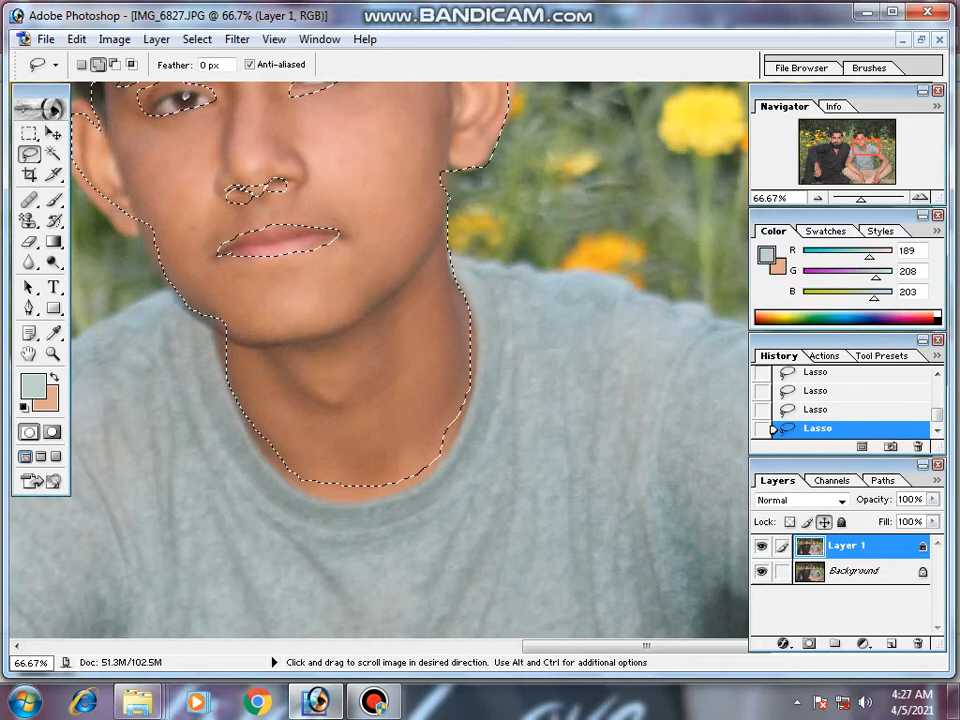 Adobe Photoshop - [IMG_6827.JPG @ 66.7% (Layer 1, RGB)]
www.BANDICAM.com
File Edit Image Layer Select Filter View Window Help
Feather: 0 px Anti-aliased
File Browser Brushes
Navigator Info
66.67%
Color Swatches Styles
R 189
G 208
B 203
History Actions Tool Presets
Lasso
Lasso
Lasso
Lasso
Layers Channels Paths
Normal Opacity: 100%
Lock: Fill: 100%
Layer 1
Background
66.67% Doc: 51.3M/102.5M Click and drag to scroll image in desired direction. Use Alt and Ctrl for additional options
4:27 AM
4/5/2021